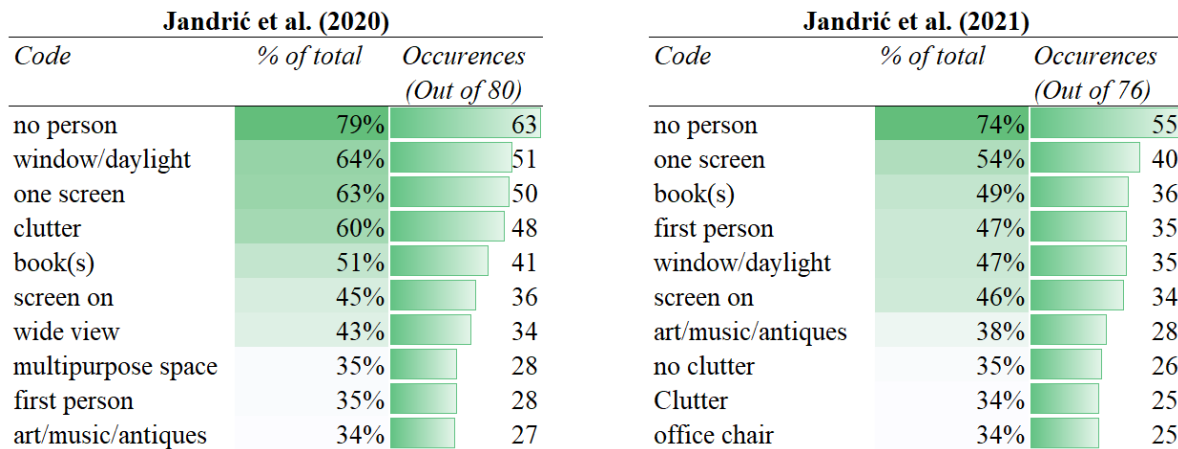 Jandrić et al. (2020)
Code % of total Occurences
(Out of 80)
no person 79% 63
window/daylight 64% 51
one screen 63% 50
clutter 60% 48
book(s) 51% 41
screen on 45% 36
wide view 43% 34
multipurpose space 35% 28
first person 35% 28
art/music/antiques 34% 27
Jandrić et al. (2021)
Code % of total Occurences
(Out of 76)
no person 74% 55
one screen 54% 40
book(s) 49% 36
first person 47% 35
window/daylight 47% 35
screen on 46% 34
art/music/antiques 38% 28
no clutter 35% 26
Clutter 34% 25
office chair 34% 25